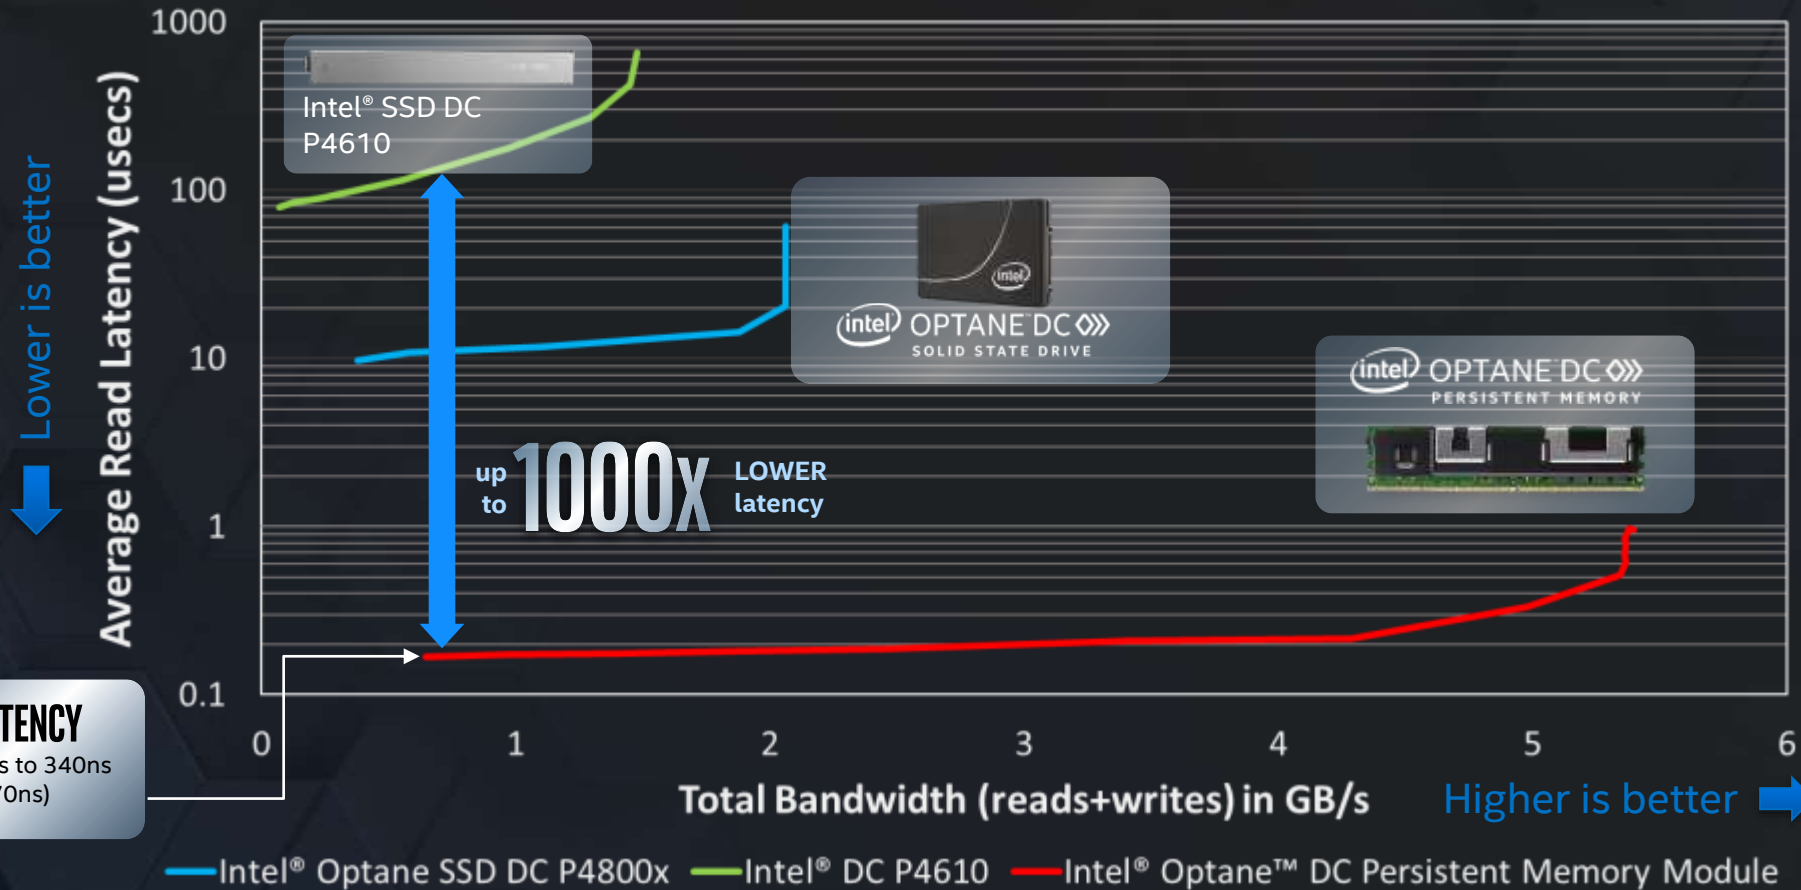 1000
100
10
1
0.1
Average Read Latency (usecs)
Lower is better
Intel® SSD DC
P4610
intel OPTANE™ DC
SOLID STATE DRIVE
intel
intel OPTANE DC
PERSISTENT MEMORY
up
to
1000X
LOWER
latency
TENCY
s to 340ns
0ns)
0 1 2 3 4 5 6
Total Bandwidth (reads+writes) in GB/s
Higher is better
Intel® Optane SSD DC P4800x
Intel® DC P4610
Intel® Optane™ DC Persistent Memory Module